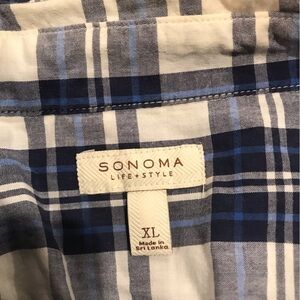 SONOMA
LIFE + STYLE
XL
Made in
Sri Lanka